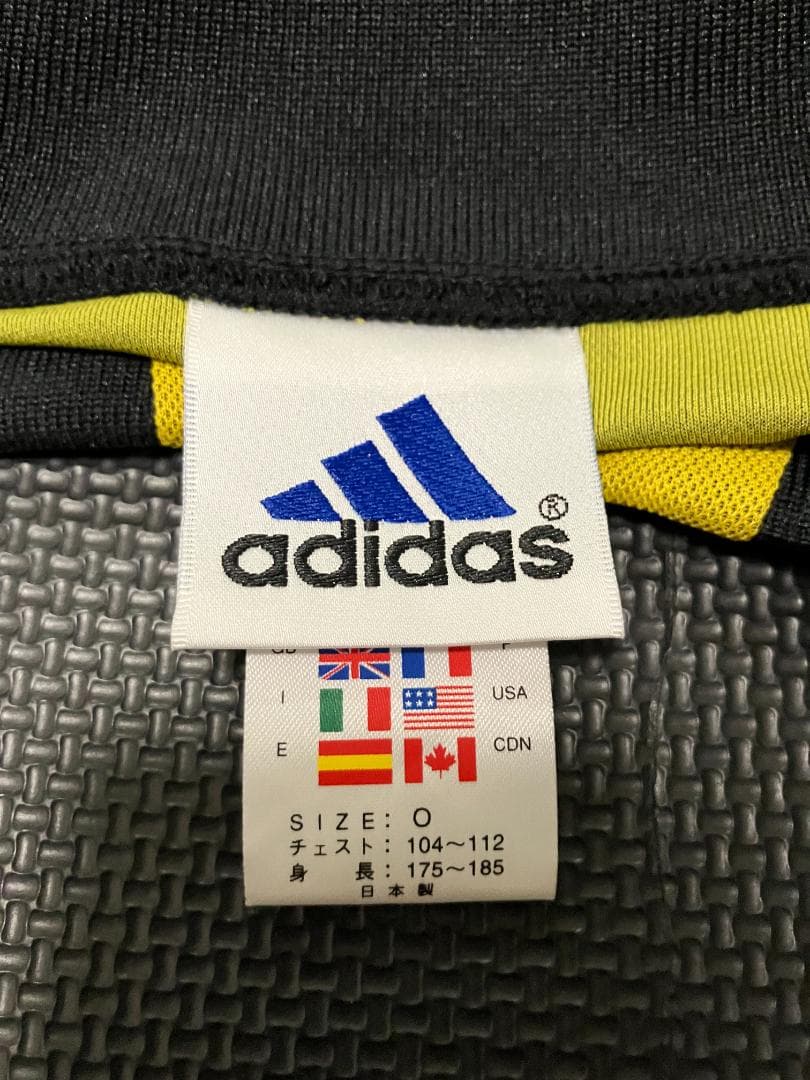 adidas®
I USA
E CDN
SIZE: O
チェスト: 104~112
身長: 175~185
日本製